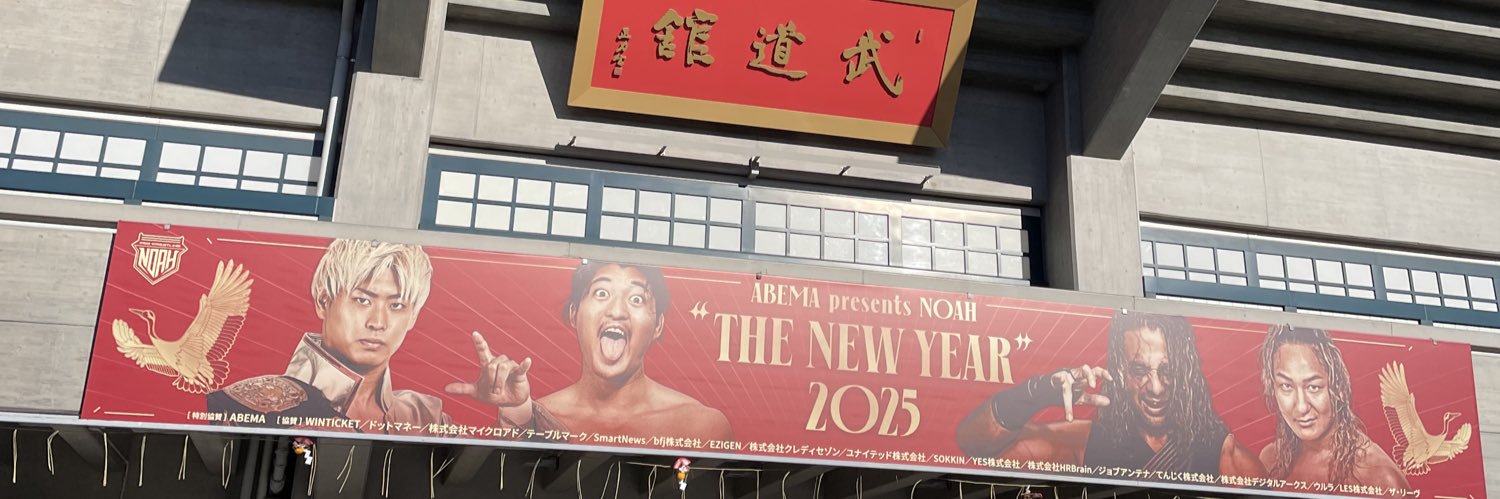 武道館
PRO WRESTLING
NOAH
ABEMA presents NOAH
“THE NEW YEAR”
2025
[特別協賛] ABEMA [協賛] WINTICKET／ドットマネー／株式会社マイクロアド／テーブルマーク／SmartNews／bfj株式会社／EZIGEN／株式会社クレディセゾン／ユナイテッド株式会社／SOKKIN／YES株式会社／株式会社HRBrain／ジョブアンテナ／てんじく株式会社／株式会社デジタルアークス／ウルラ／LES株式会社／ザ・リーヴ